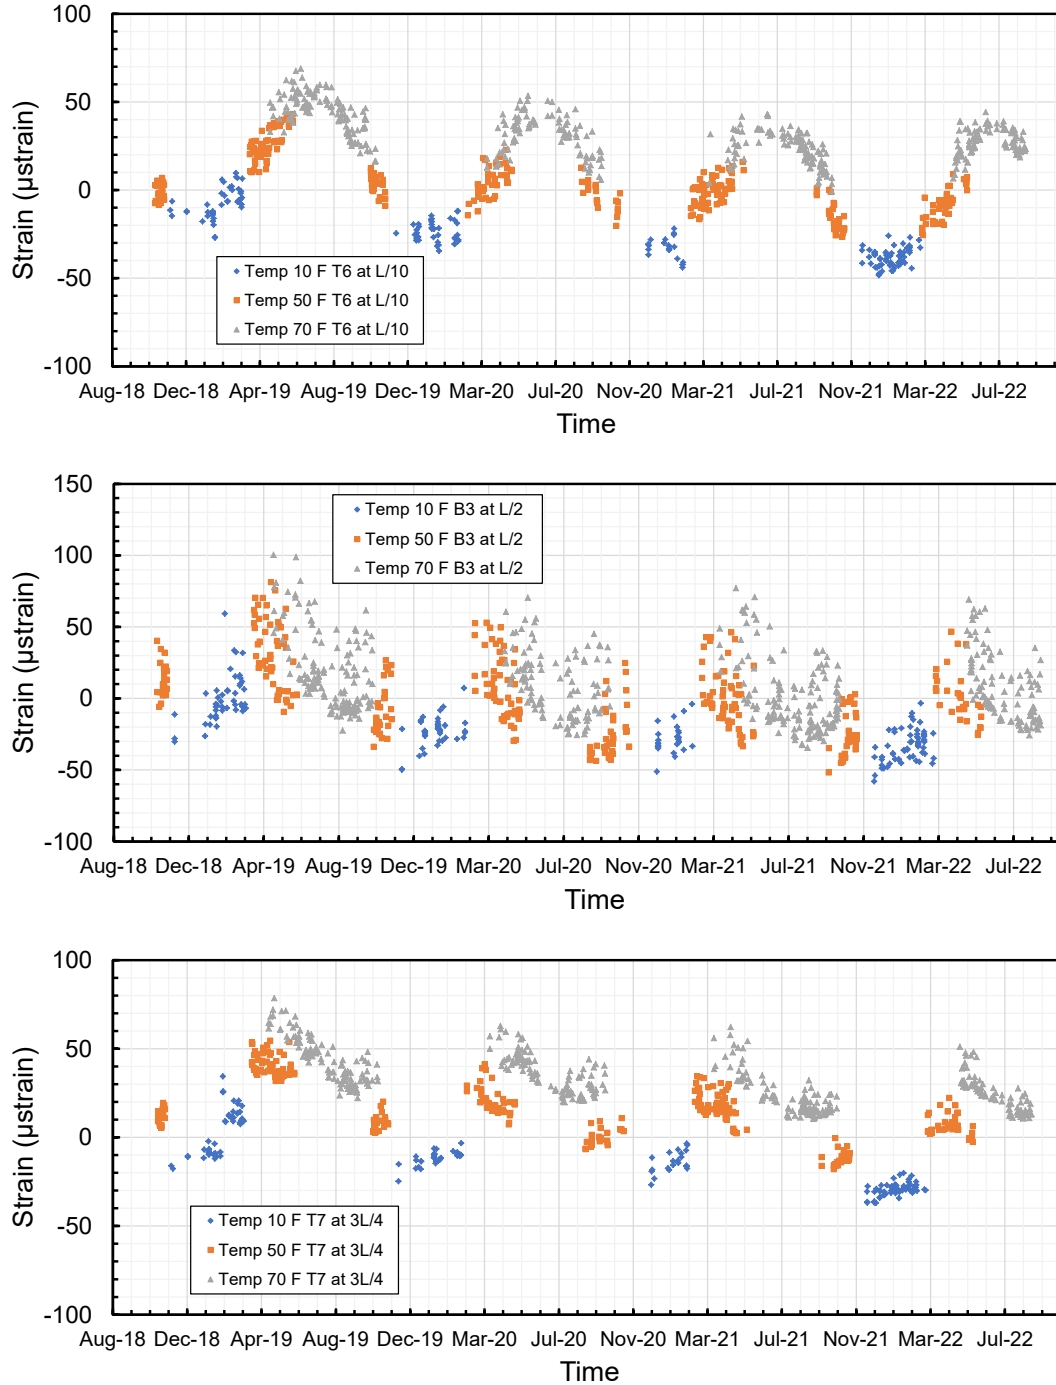 100
50
0
-50
-100
Strain (µstrain)
Temp 10 F T6 at L/10
Temp 50 F T6 at L/10
Temp 70 F T6 at L/10
Aug-18 Dec-18 Apr-19 Aug-19 Dec-19 Mar-20 Jul-20 Nov-20 Mar-21 Jul-21 Nov-21 Mar-22 Jul-22
Time
150
100
50
0
-50
-100
Strain (µstrain)
Temp 10 F B3 at L/2
Temp 50 F B3 at L/2
Temp 70 F B3 at L/2
Aug-18 Dec-18 Apr-19 Aug-19 Dec-19 Mar-20 Jul-20 Nov-20 Mar-21 Jul-21 Nov-21 Mar-22 Jul-22
Time
100
50
0
-50
-100
Strain (µstrain)
Temp 10 F T7 at 3L/4
Temp 50 F T7 at 3L/4
Temp 70 F T7 at 3L/4
Aug-18 Dec-18 Apr-19 Aug-19 Dec-19 Mar-20 Jul-20 Nov-20 Mar-21 Jul-21 Nov-21 Mar-22 Jul-22
Time